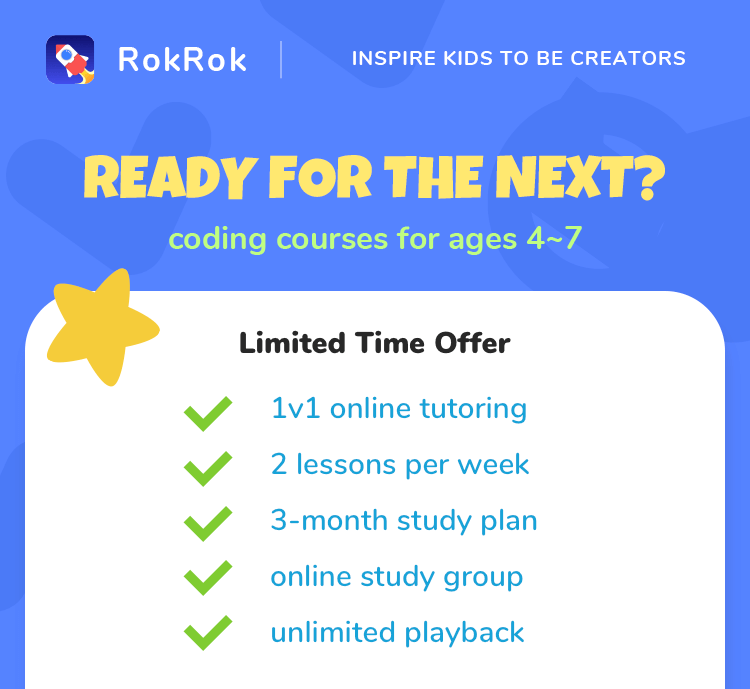 RokRok
INSPIRE KIDS TO BE CREATORS
READY FOR THE NEXT?
coding courses for ages 4~7
Limited Time Offer
1v1 online tutoring
2 lessons per week
3-month study plan
online study group
unlimited playback